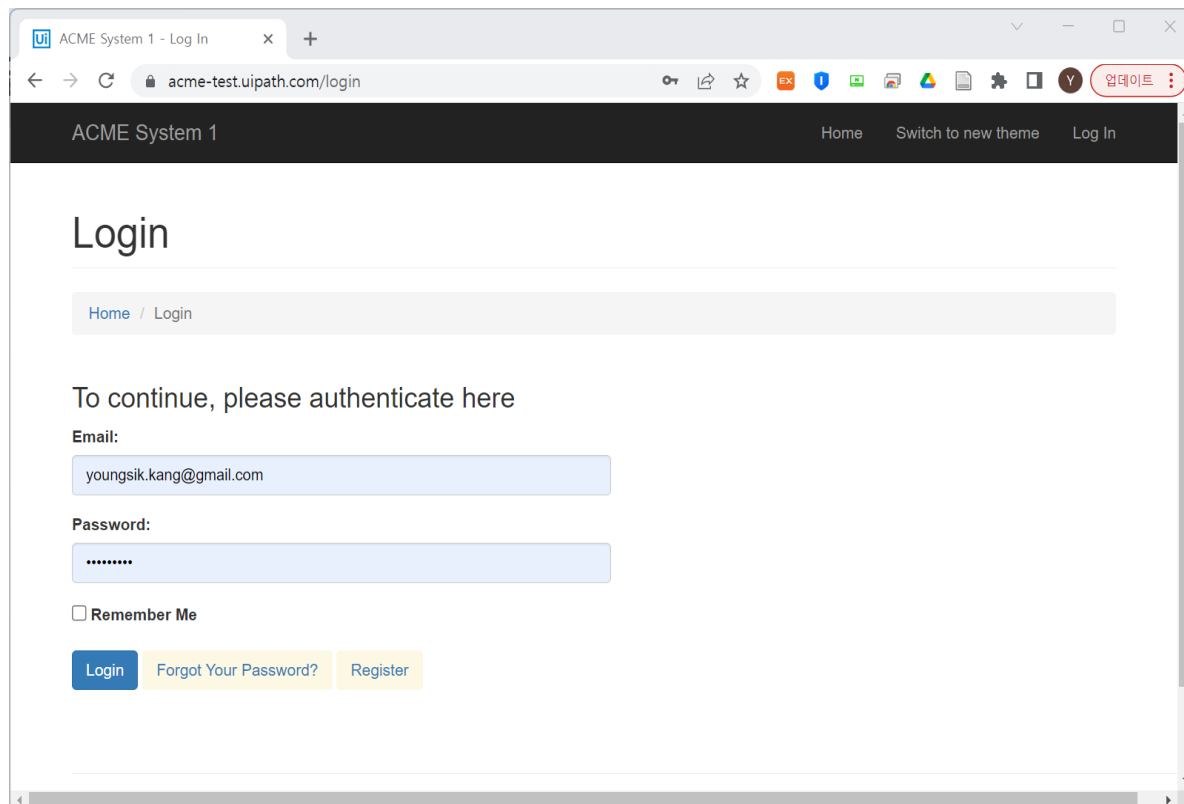 ACME System 1 - Log In
acme-test.uipath.com/login
EX
Y
업데이트
ACME System 1
Home
Switch to new theme
Log In
Login
Home / Login
To continue, please authenticate here
Email:
youngsik.kang@gmail.com
Password:
•••••••••
Remember Me
Login
Forgot Your Password?
Register